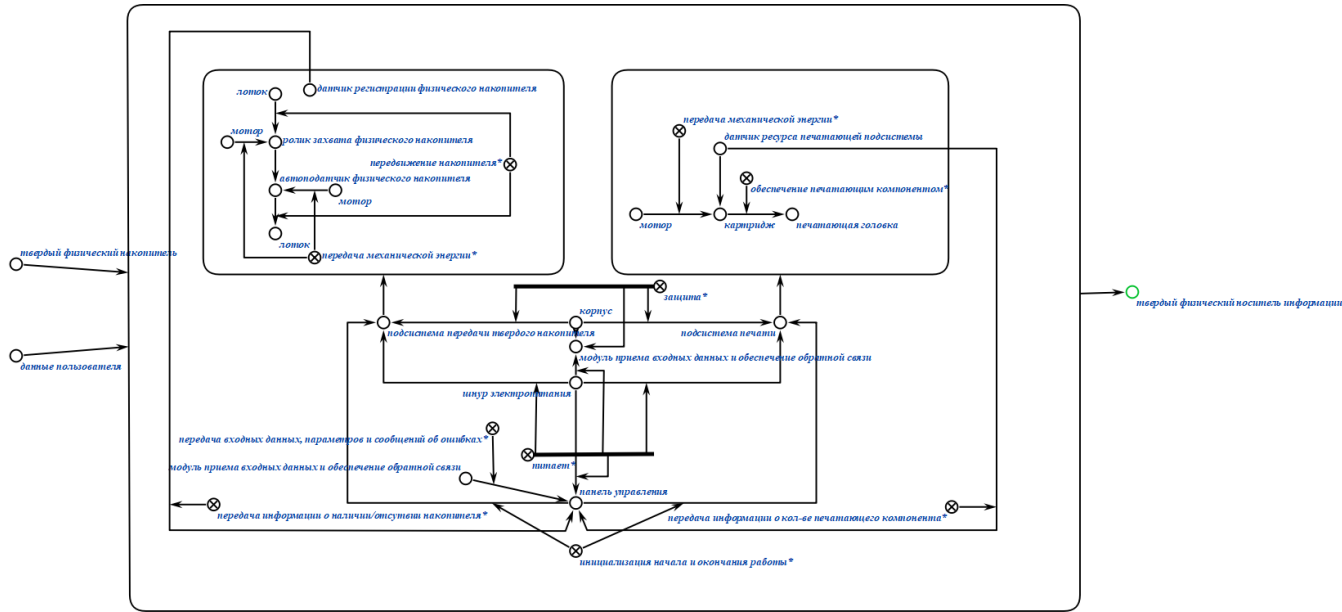 лоток
датчик регистрации физического накопителя
мотор
ролик захвата физического накопителя
передвижение накопителя*
автоподатчик физического накопителя
мотор
лоток
передача механической энергии*
передача механической энергии*
датчик ресурса печатающей подсистемы
обеспечение печатающим компонентом*
мотор
картридж
печатающая головка
твердый физический накопитель
данные пользователя
защита*
корпус
подсистема передачи твердого накопителя
подсистема печати
модуль приема входных данных и обеспечение обратной связи
шнур электропитания
передача входных данных, параметров и сообщений об ошибках*
питает*
модуль приема входных данных и обеспечение обратной связи
панель управления
передача информации о наличии/отсутвии накопителя*
передача информации о кол-ве печатающего компонента*
инициализация начала и окончания работы*
твердый физический носитель информации